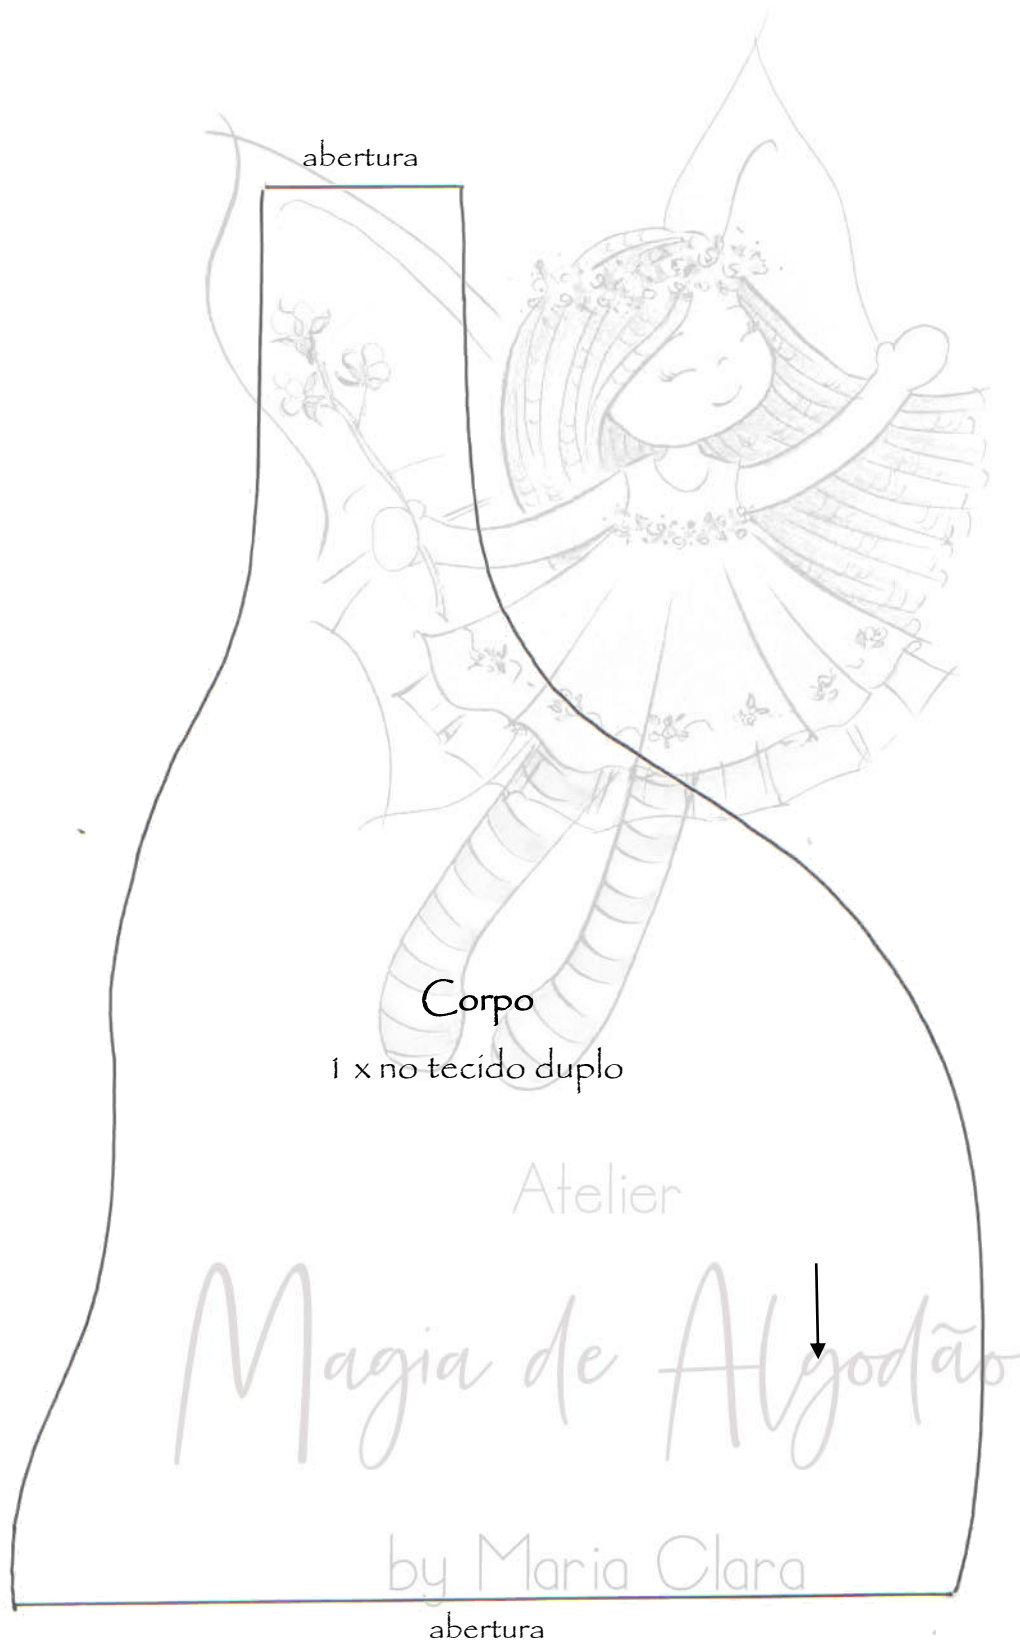 abertura
Corpo
1 x no tecido duplo
Atelier
Magia de Algodão
by Maria Clara
abertura